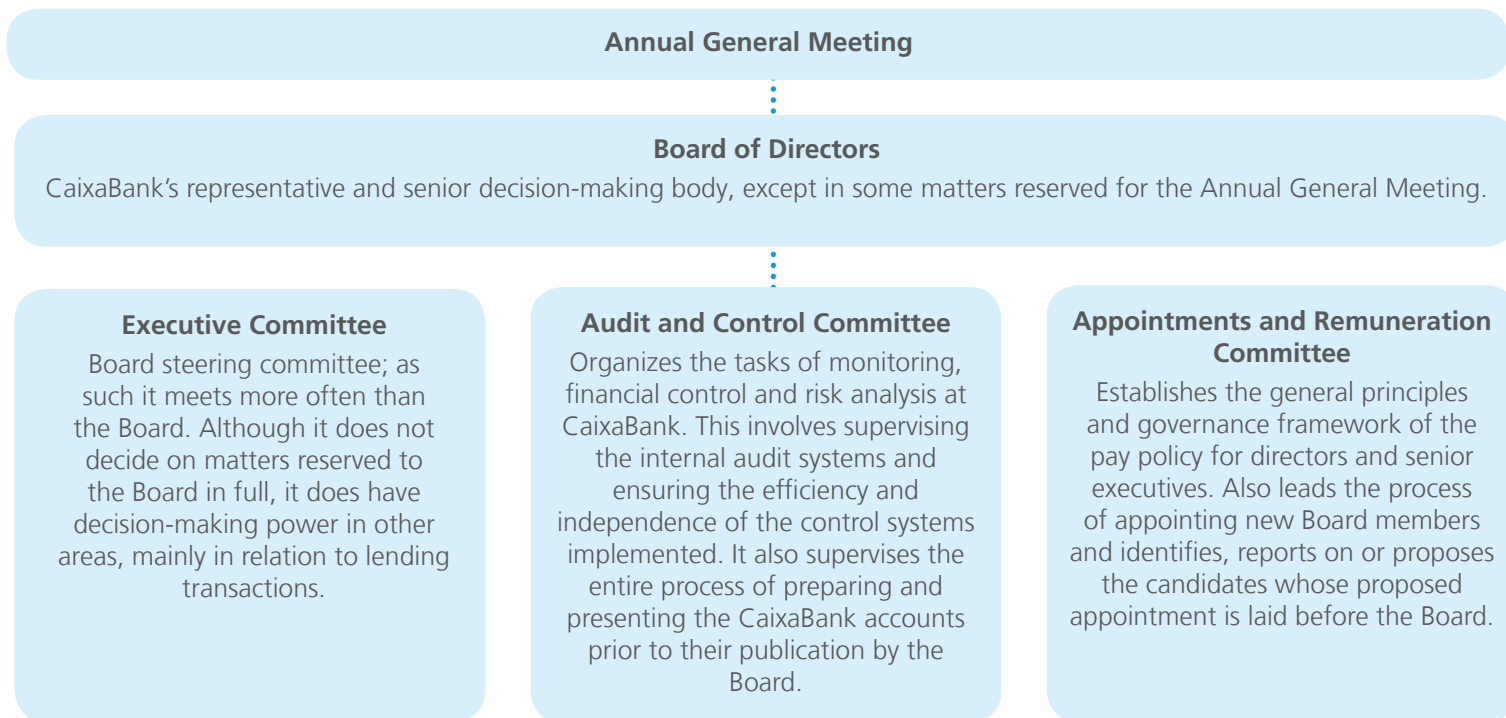 Annual General Meeting
Board of Directors
CaixaBank’s representative and senior decision-making body, except in some matters reserved for the Annual General Meeting.
Executive Committee
Board steering committee; as
such it meets more often than
the Board. Although it does not
decide on matters reserved to
the Board in full, it does have
decision-making power in other
areas, mainly in relation to lending
transactions.
Audit and Control Committee
Organizes the tasks of monitoring,
financial control and risk analysis at
CaixaBank. This involves supervising
the internal audit systems and
ensuring the efficiency and
independence of the control systems
implemented. It also supervises the
entire process of preparing and
presenting the CaixaBank accounts
prior to their publication by the
Board.
Appointments and Remuneration
Committee
Establishes the general principles
and governance framework of the
pay policy for directors and senior
executives. Also leads the process
of appointing new Board members
and identifies, reports on or proposes
the candidates whose proposed
appointment is laid before the Board.